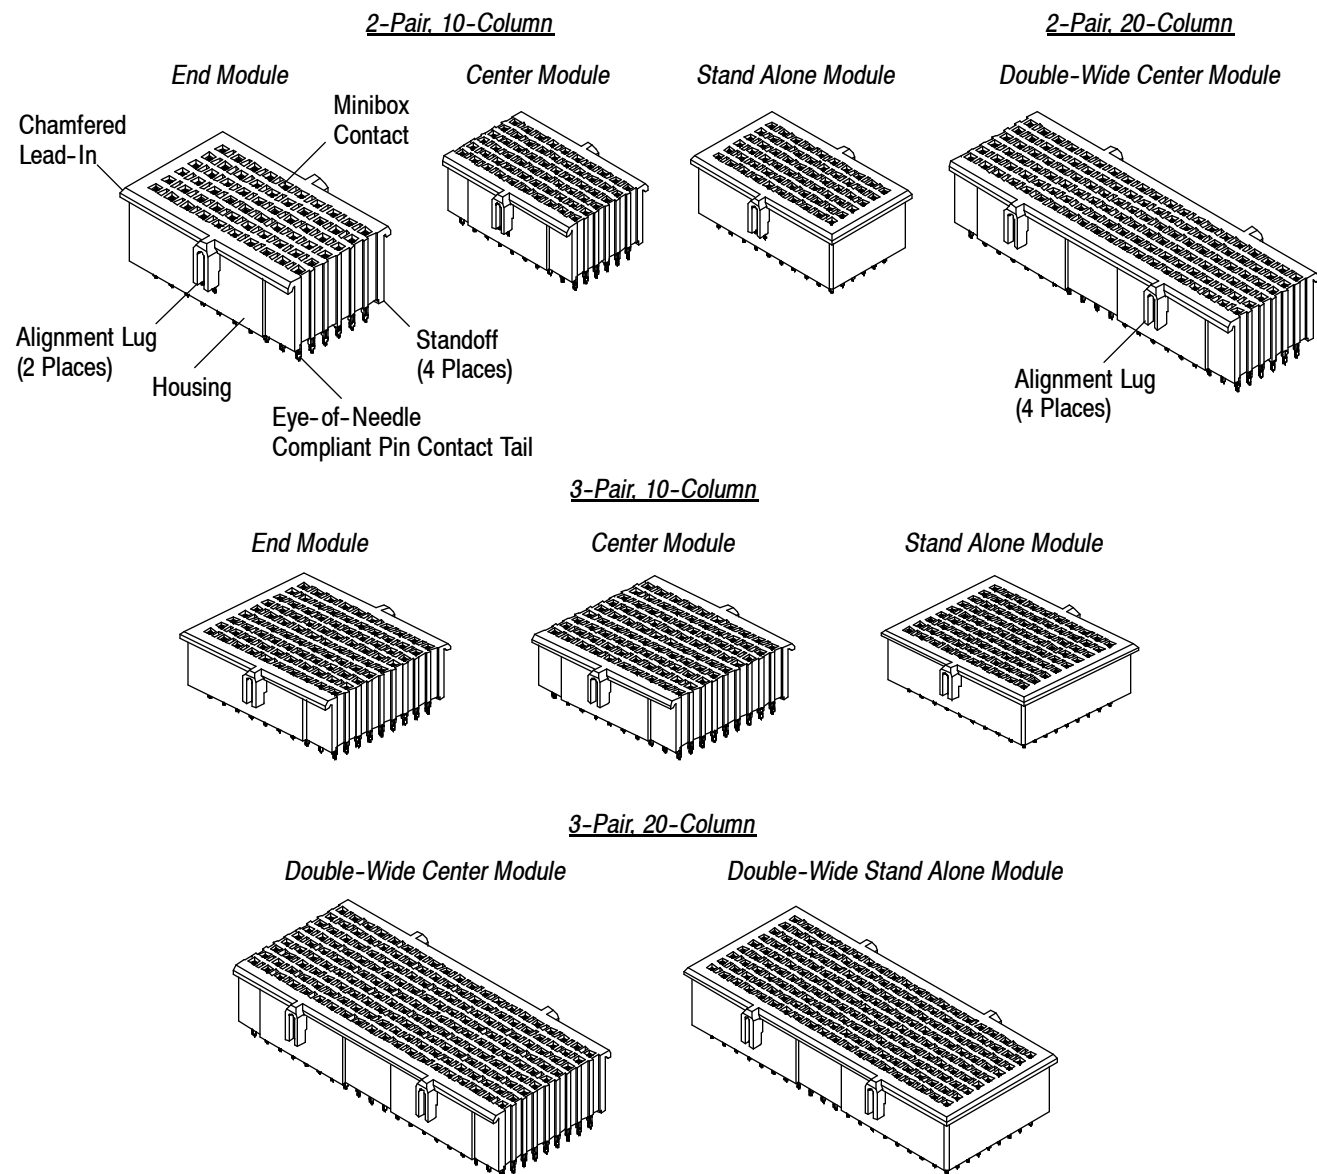 2-Pair, 10-Column
2-Pair, 20-Column
End Module
Center Module
Stand Alone Module
Double-Wide Center Module
Chamfered
Lead-In
Minibox
Contact
Alignment Lug
(2 Places)
Housing
Standoff
(4 Places)
Eye-of-Needle
Compliant Pin Contact Tail
Alignment Lug
(4 Places)
3-Pair, 10-Column
End Module
Center Module
Stand Alone Module
3-Pair, 20-Column
Double-Wide Center Module
Double-Wide Stand Alone Module